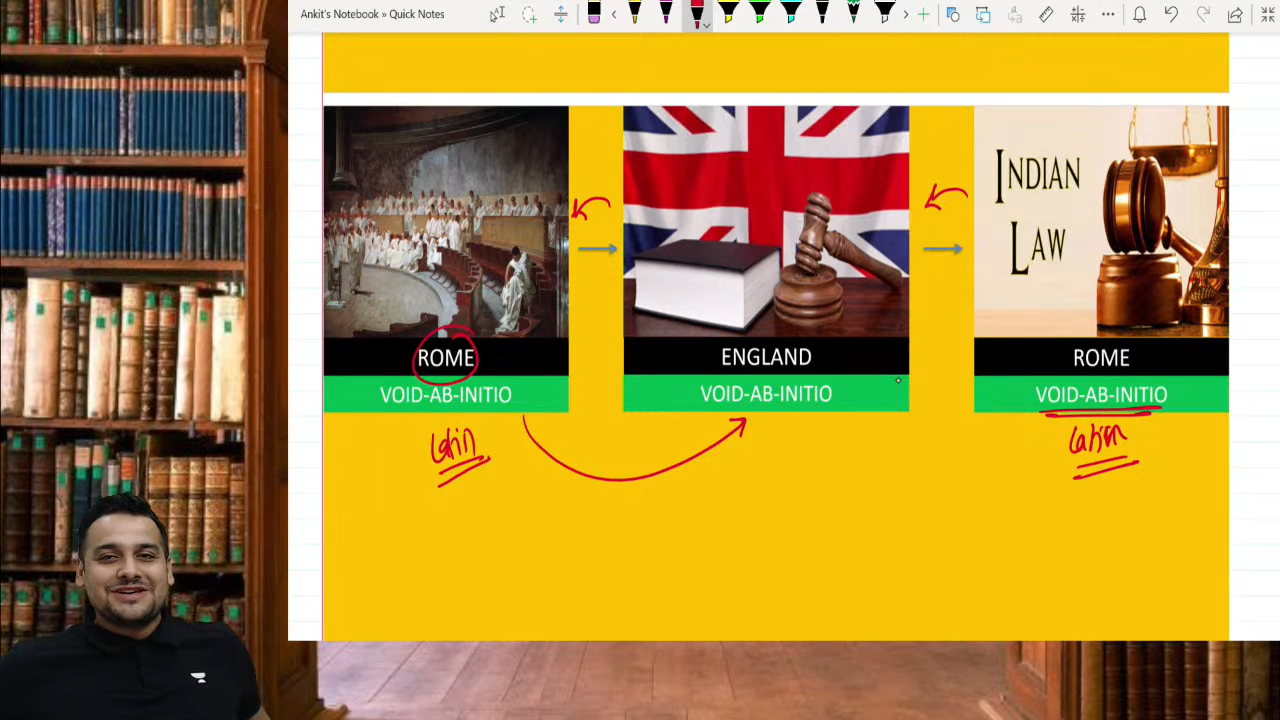 Ankit's Notebook » Quick Notes
INDIAN
LAW
ROME
ENGLAND
ROME
VOID-AB-INITIO
VOID-AB-INITIO
VOID-AB-INITIO
Latin